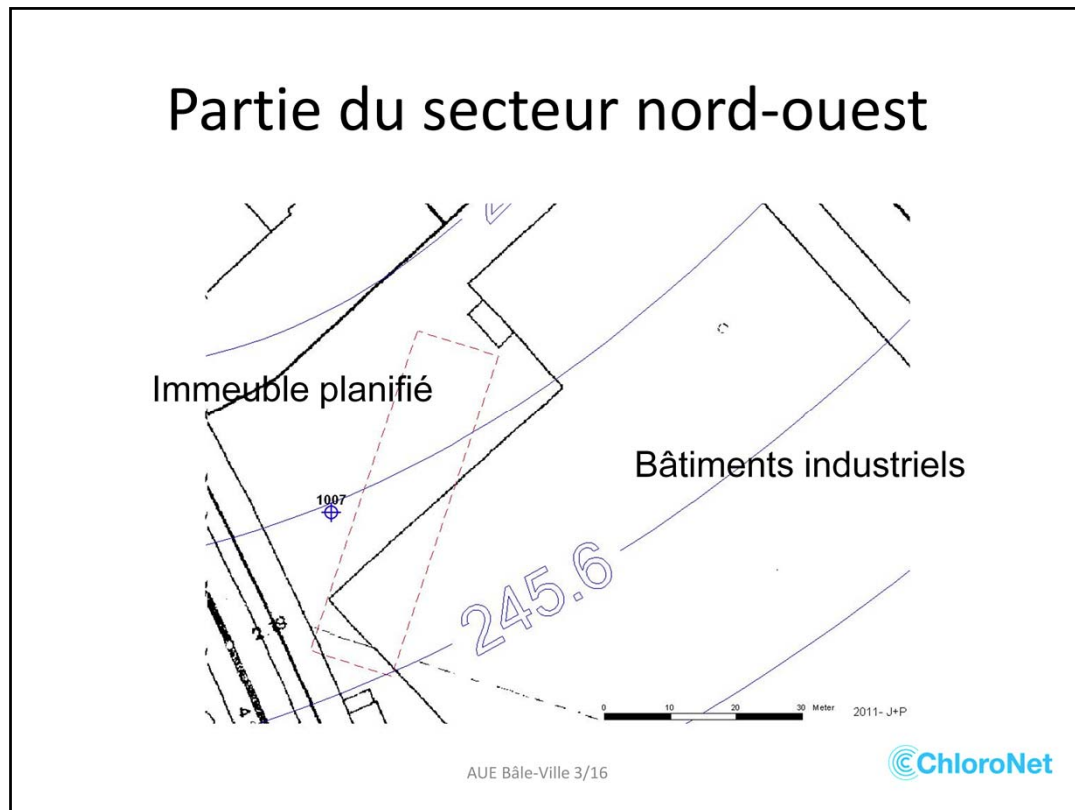 Partie du secteur nord-ouest
Immeuble planifié
Bâtiments industriels
1007
245.6
0 10 20 30 Meter
2011- J+P
AUE Bâle-Ville 3/16
ChloroNet